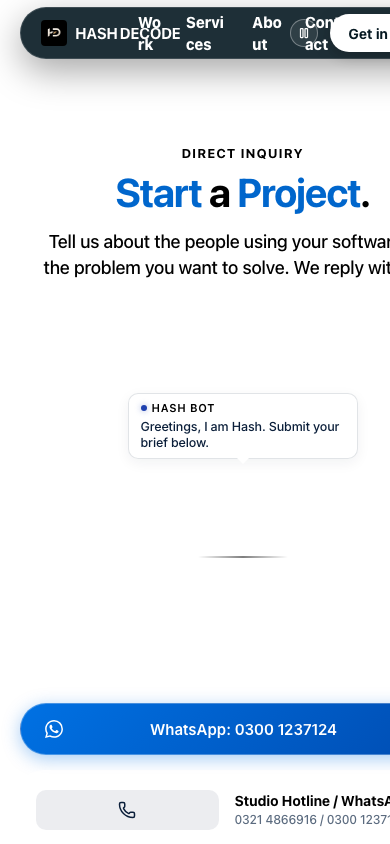 HASH DECODE
Wo
rk
Servi
ces
Abo
ut
Cont
act
Get in
DIRECT INQUIRY
Start a Project.
Tell us about the people using your softwar
the problem you want to solve. We reply wit
HASH BOT
Greetings, I am Hash. Submit your
brief below.
WhatsApp: 0300 1237124
Studio Hotline / WhatsA
0321 4866916 / 0300 1237